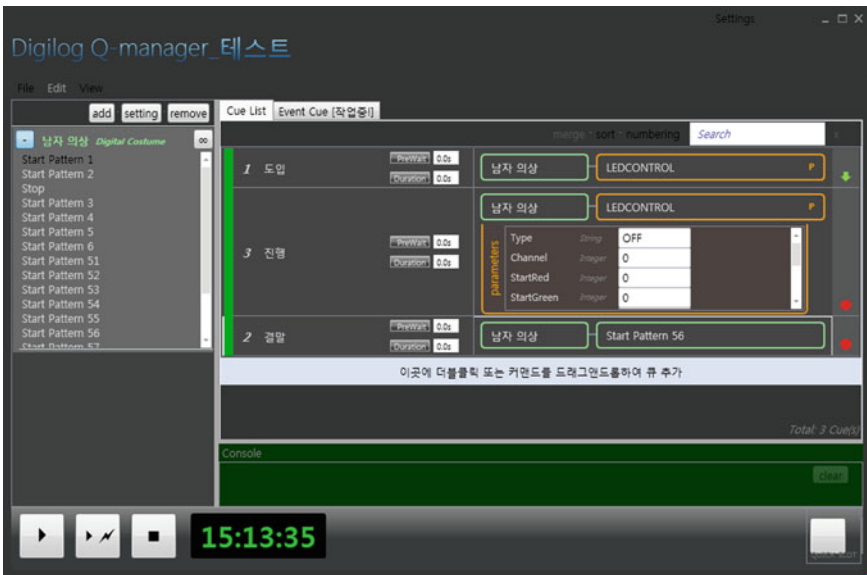 Settings
Digilog Q-manager_테스트
File Edit View
add setting remove
Cue List Event Cue [작업중!]
merge - sort - numbering Search x
- 남자 의상 Digital Costume ∞
Start Pattern 1
Start Pattern 2
Stop
Start Pattern 3
Start Pattern 4
Start Pattern 5
Start Pattern 6
Start Pattern 51
Start Pattern 52
Start Pattern 53
Start Pattern 54
Start Pattern 55
Start Pattern 56
Start Pattern 57
1 도입 PreWait 0.0s 남자 의상 LEDCONTROL P
Duration 0.0s
남자 의상 LEDCONTROL P
3 진행 PreWait 0.0s
Duration 0.0s
parameters
Type String OFF
Channel Integer 0
StartRed Integer 0
StartGreen Integer 0
2 결말 PreWait 0.0s 남자 의상 Start Pattern 56
Duration 0.0s
이곳에 더블클릭 또는 커맨드를 드래그앤드롭하여 큐 추가
Total: 3 Cue(s)
Console
clear
15:13:35